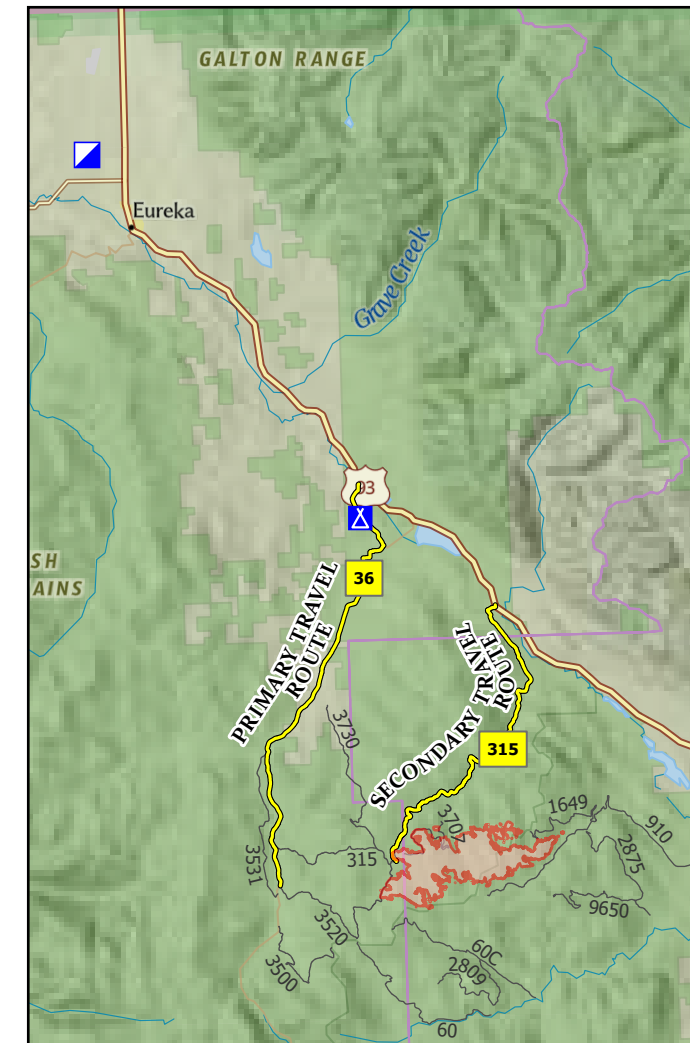 GALTON RANGE
Eureka
Grave Creek
93
SH
AINS
36
PRIMARY TRAVEL
ROUTE
SECONDARY TRAVEL
ROUTE
315
3730
3707
1649
910
2875
315
3531
9650
3520
3500
60C
2809
60